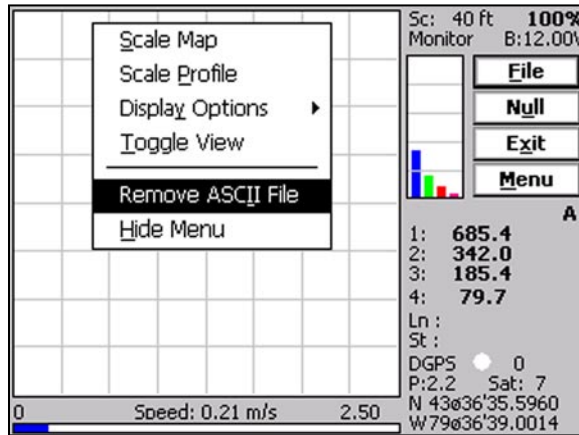 Scale Map
Scale Profile
Display Options
Toggle View
Remove ASCII File
Hide Menu
0 Speed: 0.21 m/s 2.50
Sc: 40 ft 100%
Monitor B:12.00V
File
Null
Exit
Menu
A
1: 685.4
2: 342.0
3: 185.4
4: 79.7
Ln :
St :
DGPS 0
P:2.2 Sat: 7
N 43ø36'35.5960
W79ø36'39.0014